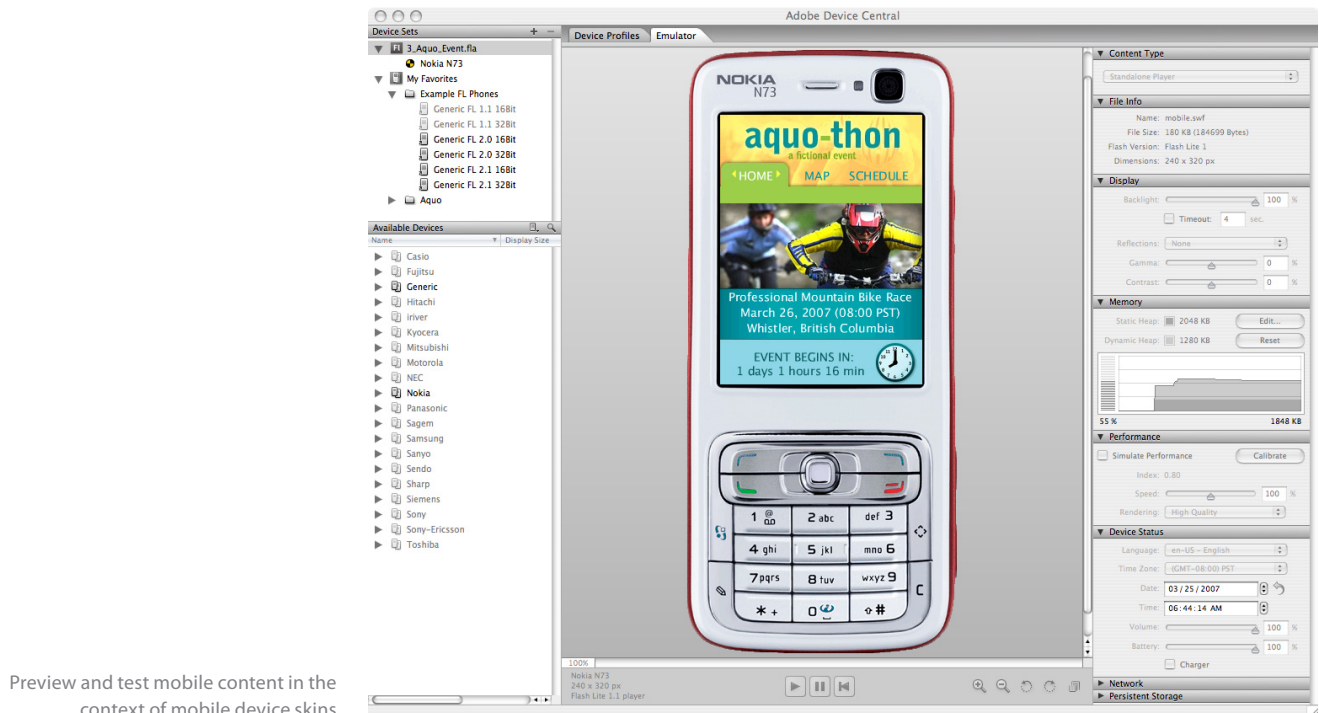 Adobe Device Central
Device Sets + −
3_Aquo_Event.fla
Nokia N73
My Favorites
Example FL Phones
Generic FL 1.1 16Bit
Generic FL 1.1 32Bit
Generic FL 2.0 16Bit
Generic FL 2.0 32Bit
Generic FL 2.1 16Bit
Generic FL 2.1 32Bit
Aquo
Available Devices
Name Display Size
Casio
Fujitsu
Generic
Hitachi
iriver
Kyocera
Mitsubishi
Motorola
NEC
Nokia
Panasonic
Sagem
Samsung
Sanyo
Sendo
Sharp
Siemens
Sony
Sony-Ericsson
Toshiba
Device Profiles Emulator
NOKIA
N73
aquo-thon
a fictional event
HOME MAP SCHEDULE
Professional Mountain Bike Race
March 26, 2007 (08:00 PST)
Whistler, British Columbia
EVENT BEGINS IN:
1 days 1 hours 16 min
1 @ 2 abc def 3
4 ghi 5 jkl mno 6
7 pqrs 8 tuv wxyz 9
C
* + 0 #
100%
Nokia N73
240 x 320 px
Flash Lite 1.1 player
Content Type
Standalone Player
File Info
Name: mobile.swf
File Size: 180 KB (184699 Bytes)
Flash Version: Flash Lite 1
Dimensions: 240 x 320 px
Display
Backlight: 100 %
Timeout: 4 sec.
Reflections: None
Gamma: 0 %
Contrast: 0 %
Memory
Static Heap: 2048 KB Edit...
Dynamic Heap: 1280 KB Reset
55 % 1848 KB
Performance
Simulate Performance Calibrate
Index: 0.80
Speed: 100 %
Rendering: High Quality
Device Status
Language: en-US - English
Time Zone: (GMT-08:00) PST
Date: 03/25/2007
Time: 06:44:14 AM
Volume: 100 %
Battery: 100 %
Charger
Network
Persistent Storage
Preview and test mobile content in the
context of mobile device skins